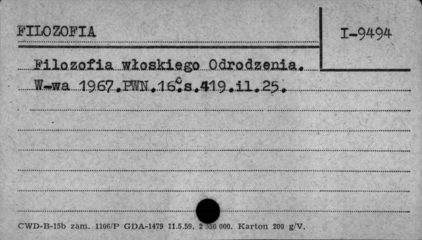 FILOZOFIA
I-9494
Filozofia włoskiego Odrodzenia.
W-wa 1967.PWN.16°.s.419.il.25.
CWD-B-15b zam. 1166/P GDA-1479 11.5.59. 2 556 000. Karton 200 g/V.